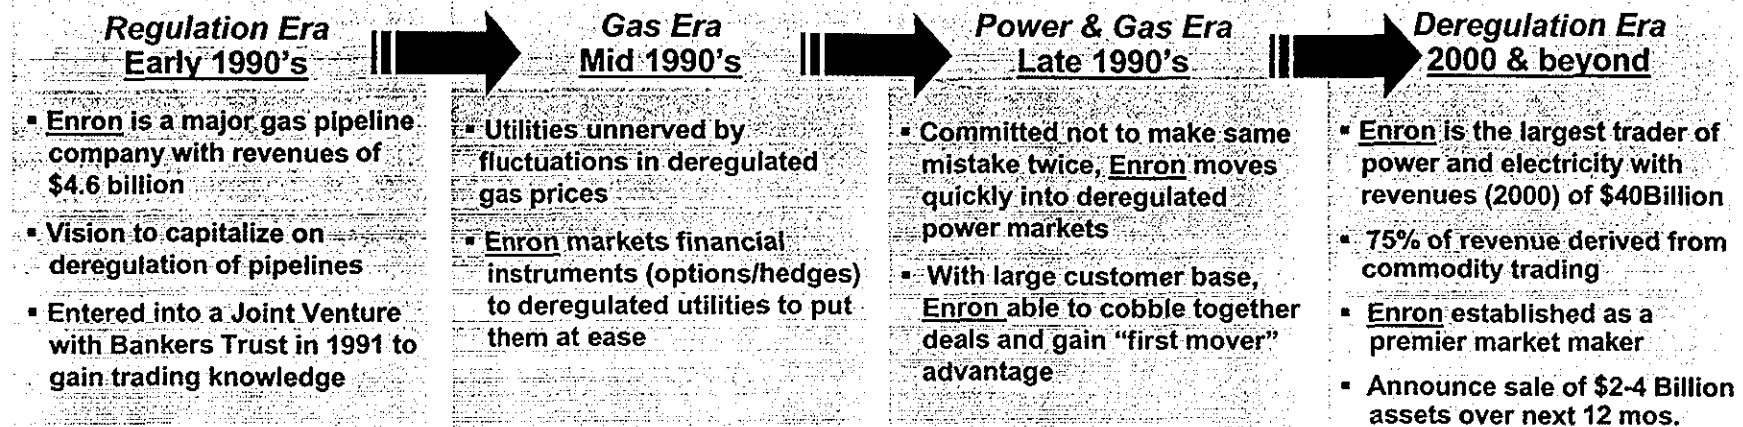 Regulation Era
Early 1990's
▪ Enron is a major gas pipeline
company with revenues of
$4.6 billion
▪ Vision to capitalize on
deregulation of pipelines
▪ Entered into a Joint Venture
with Bankers Trust in 1991 to
gain trading knowledge
Gas Era
Mid 1990's
▪ Utilities unnerved by
fluctuations in deregulated
gas prices
▪ Enron markets financial
instruments (options/hedges)
to deregulated utilities to put
them at ease
Power & Gas Era
Late 1990's
▪ Committed not to make same
mistake twice, Enron moves
quickly into deregulated
power markets
▪ With large customer base,
Enron able to cobble together
deals and gain “first mover”
advantage
Deregulation Era
2000 & beyond
▪ Enron is the largest trader of
power and electricity with
revenues (2000) of $40Billion
▪ 75% of revenue derived from
commodity trading
▪ Enron established as a
premier market maker
▪ Announce sale of $2-4 Billion
assets over next 12 mos.